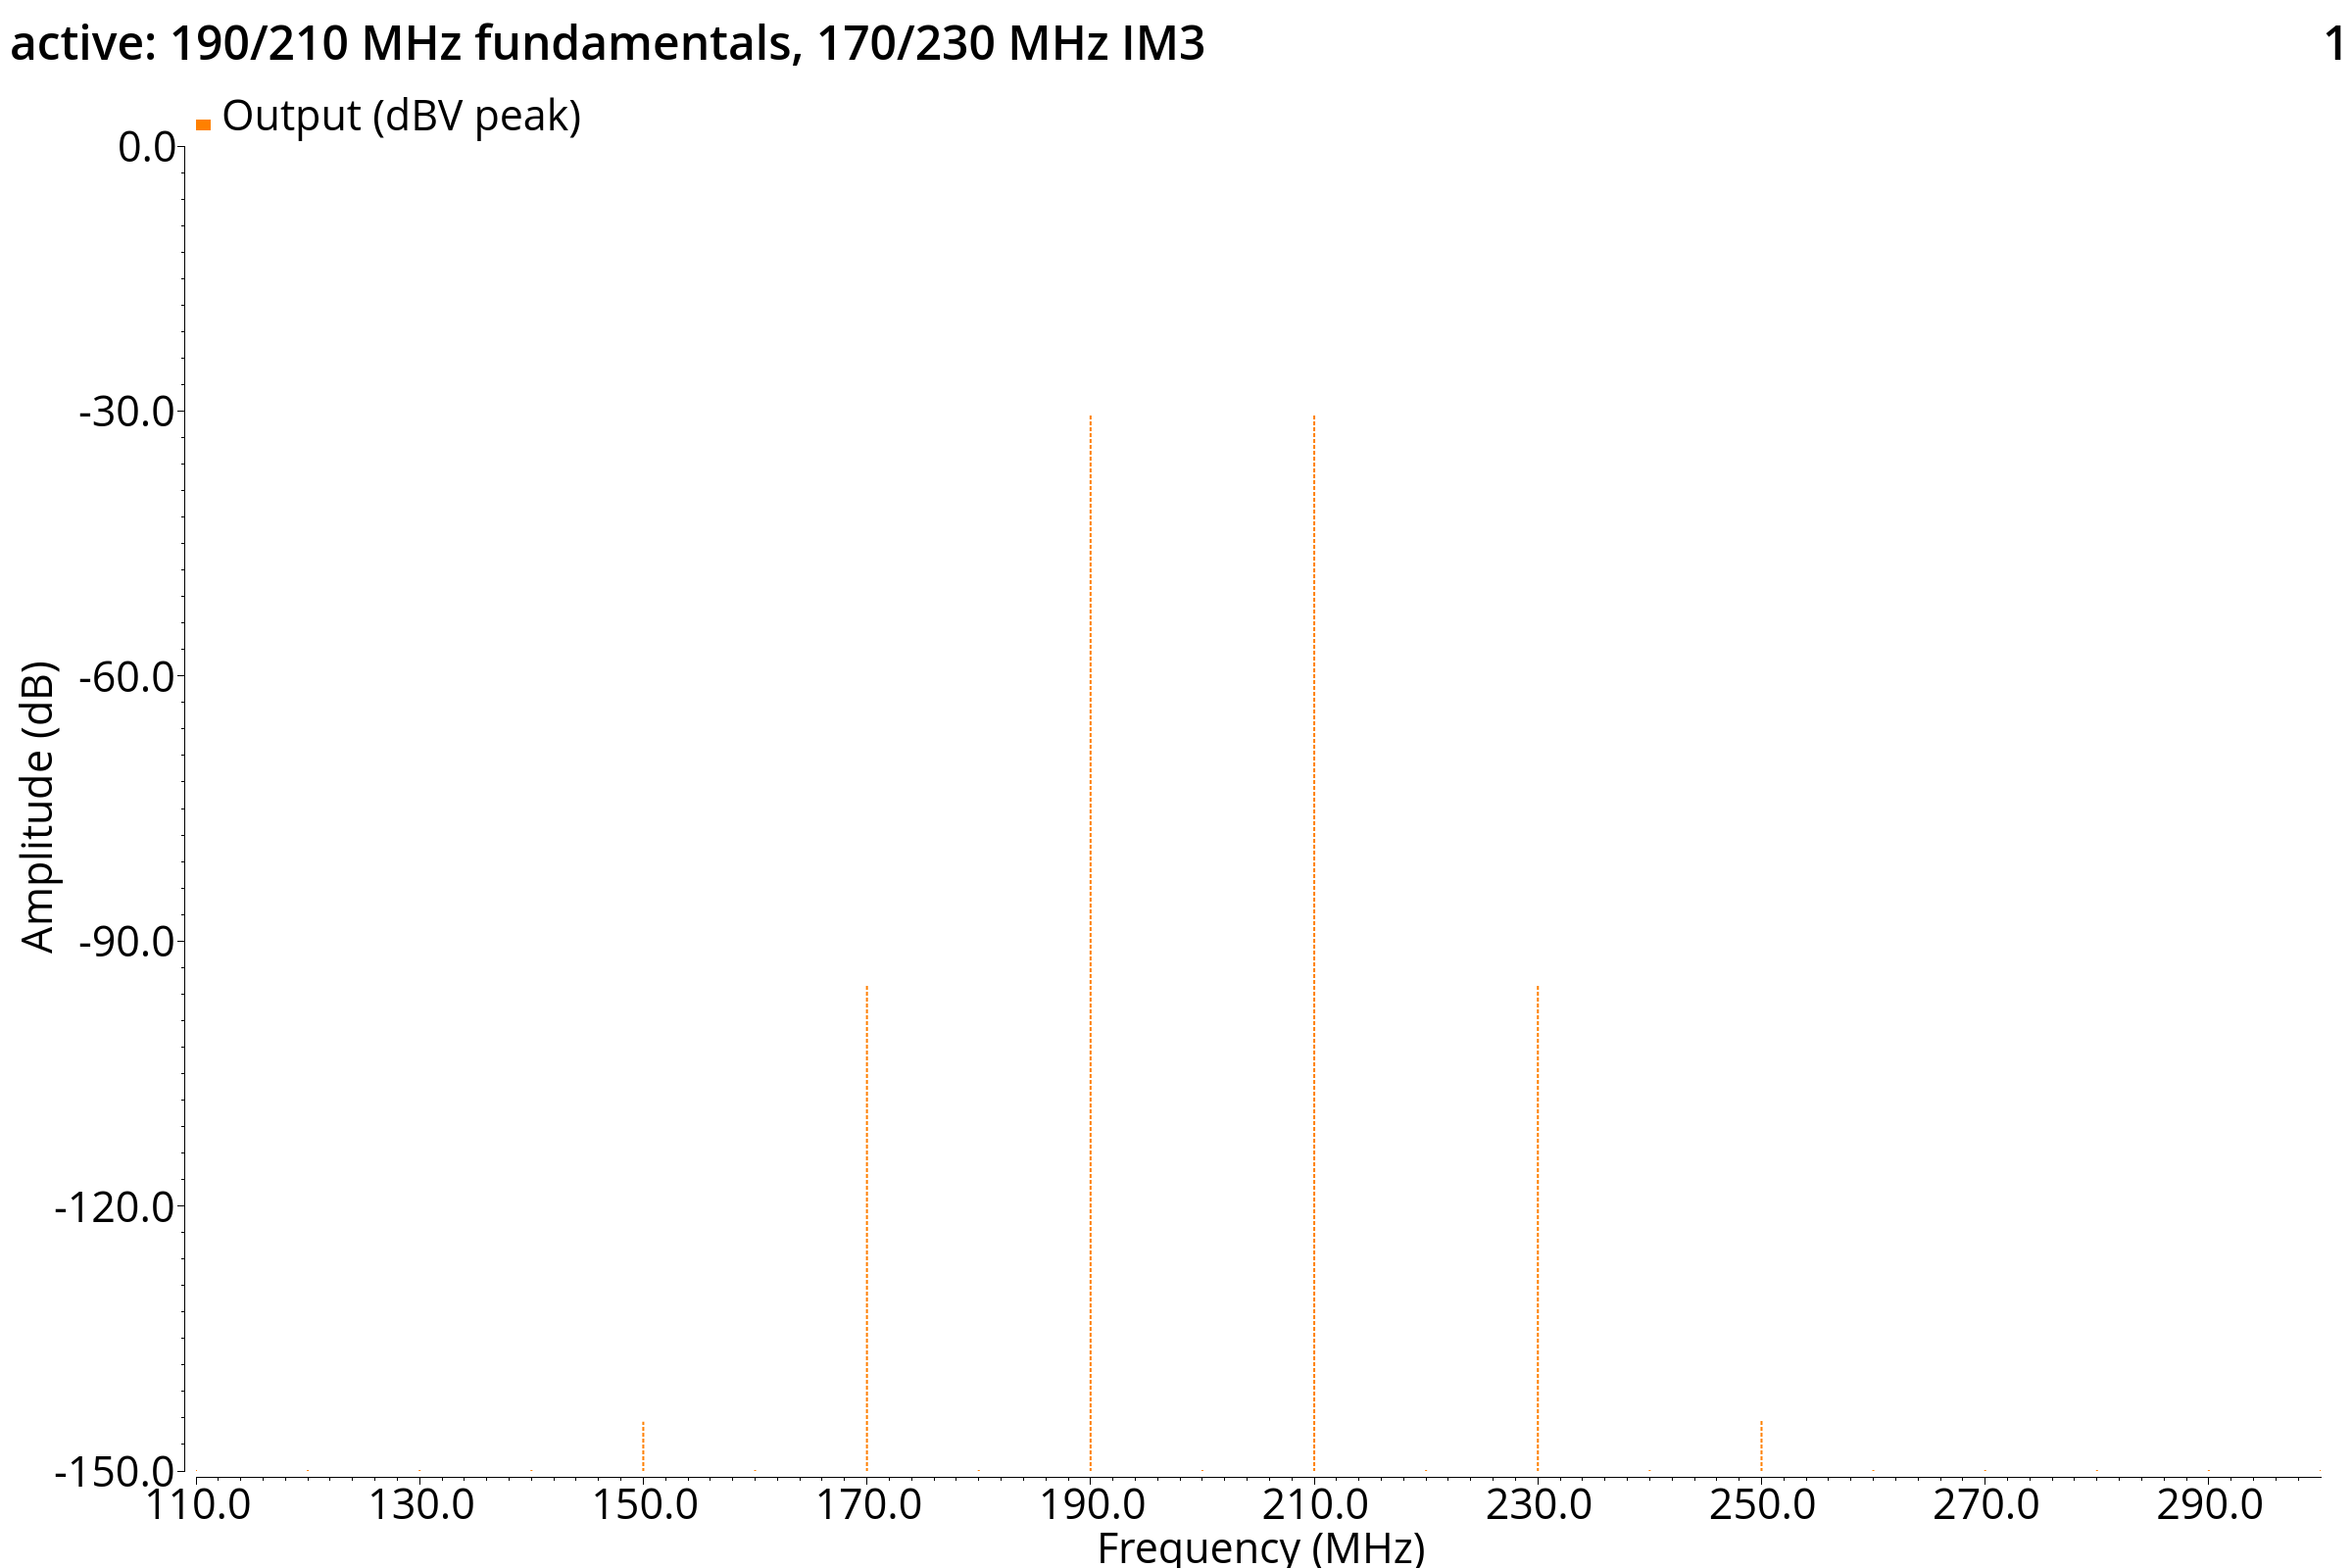 active: 190/210 MHz fundamentals, 170/230 MHz IM3 1
Output (dBV peak)
0.0
-30.0
-60.0
-90.0
-120.0
-150.0
Amplitude (dB)
110.0 130.0 150.0 170.0 190.0 210.0 230.0 250.0 270.0 290.0
Frequency (MHz)